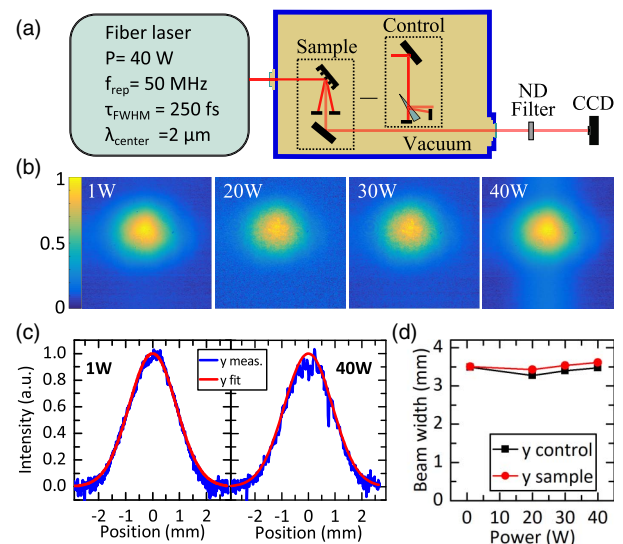 (a)
Fiber laser
P= 40 W
f_rep= 50 MHz
τ_FWHM = 250 fs
λ_center =2 μm
Sample
Control
Vacuum
ND
Filter
CCD
(b)
1
0.5
0
1W
20W
30W
40W
(c)
Intensity (a.u.)
1.0
0.8
0.6
0.4
0.2
0.0
1W
y meas.
y fit
40W
-2 -1 0 1 2
-2 -1 0 1 2
Position (mm)
Position (mm)
(d)
Beam width (mm)
5
4
3
2
1
0
y control
y sample
0 10 20 30 40
Power (W)